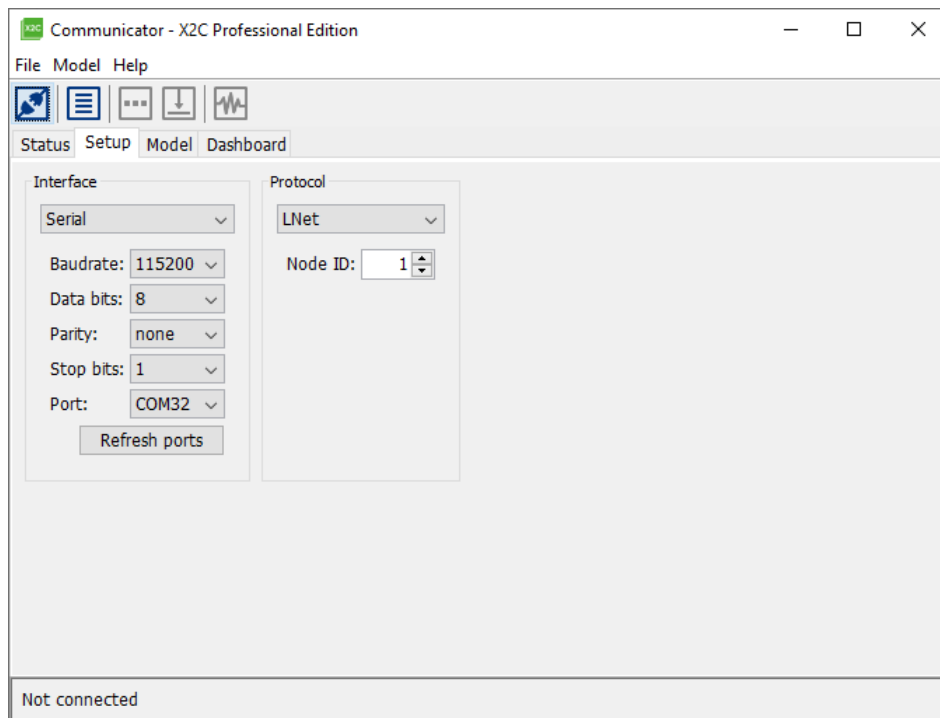 X2C Communicator - X2C Professional Edition
File Model Help
Status Setup Model Dashboard
Interface
Serial
Baudrate: 115200
Data bits: 8
Parity: none
Stop bits: 1
Port: COM32
Refresh ports
Protocol
LNet
Node ID: 1
Not connected